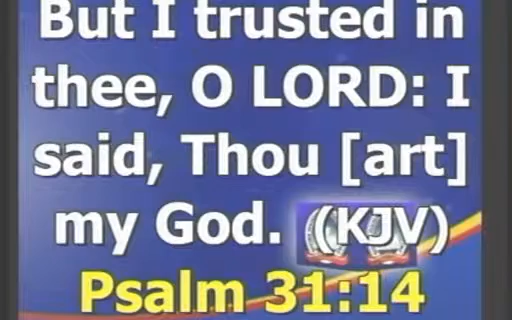 But I trusted in
thee, O LORD: I
said, Thou [art]
my God. (KJV)
Psalm 31:14